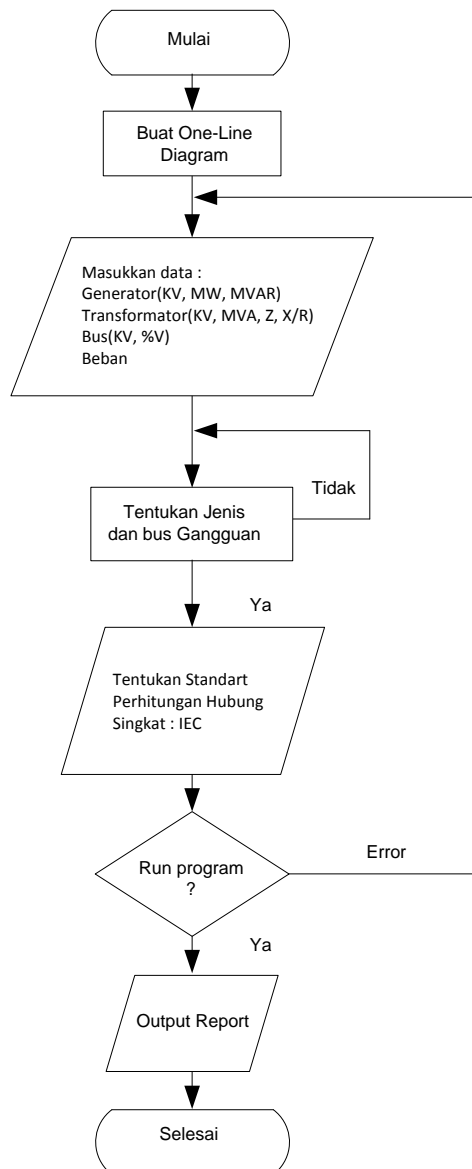 Mulai
Buat One-Line
Diagram
Masukkan data :
Generator(KV, MW, MVAR)
Transformator(KV, MVA, Z, X/R)
Bus(KV, %V)
Beban
Tidak
Tentukan Jenis
dan bus Gangguan
Ya
Tentukan Standart
Perhitungan Hubung
Singkat : IEC
Run program
?
Error
Ya
Output Report
Selesai